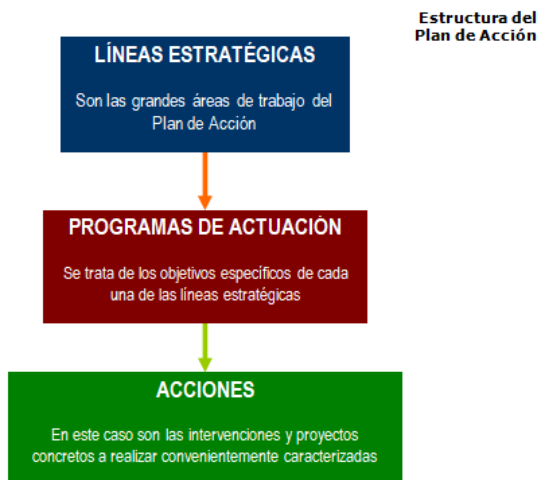 Estructura del
Plan de Acción
LÍNEAS ESTRATÉGICAS
Son las grandes áreas de trabajo del
Plan de Acción
PROGRAMAS DE ACTUACIÓN
Se trata de los objetivos específicos de cada
una de las líneas estratégicas
ACCIONES
En este caso son las intervenciones y proyectos
concretos a realizar convenientemente caracterizadas